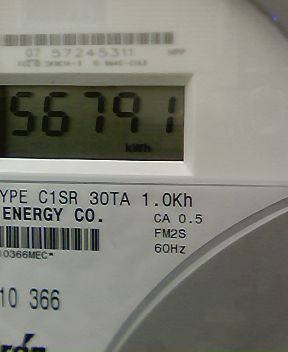 07 57245311 NPP
56791
kWh
YPE C1SR 30TA 1.0Kh
ENERGY CO.
CA 0.5
FM2S
60Hz
10366MEC*
10 366